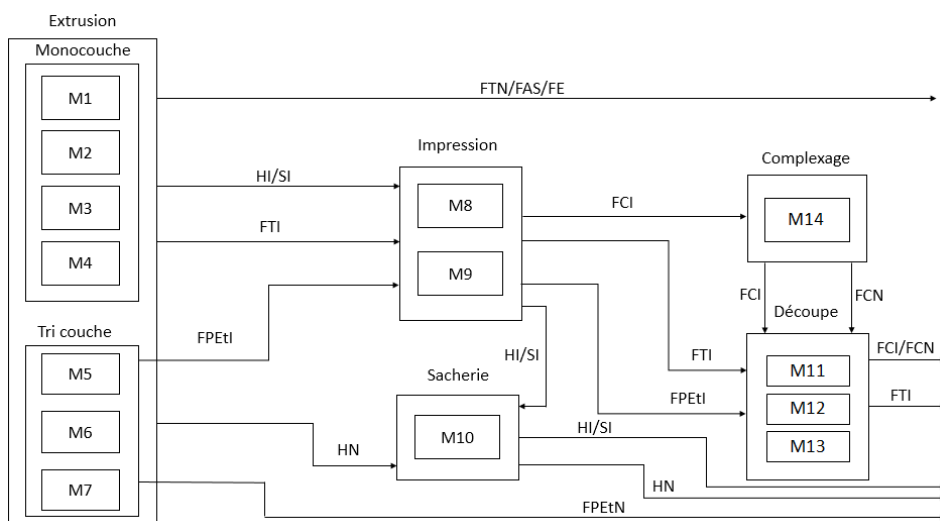 Extrusion
Monocouche
M1
M2
M3
M4
FTN/FAS/FE
HI/SI
FTI
Tri couche
M5
M6
M7
FPEtI
HN
FPEtN
Impression
M8
M9
FCI
FTI
FPEtI
HI/SI
Sacherie
M10
HI/SI
HN
Complexage
M14
FCI
FCN
Découpe
M11
M12
M13
FCI/FCN
FTI